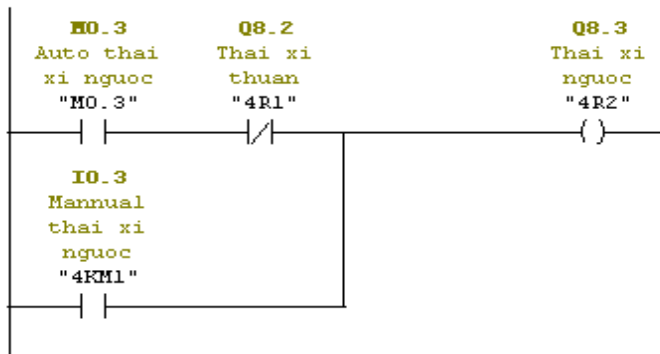 M0.3
Auto thai
xi nguoc
"M0.3"
Q8.2
Thai xi
thuan
"4R1"
Q8.3
Thai xi
nguoc
"4R2"
I0.3
Mannual
thai xi
nguoc
"4KM1"